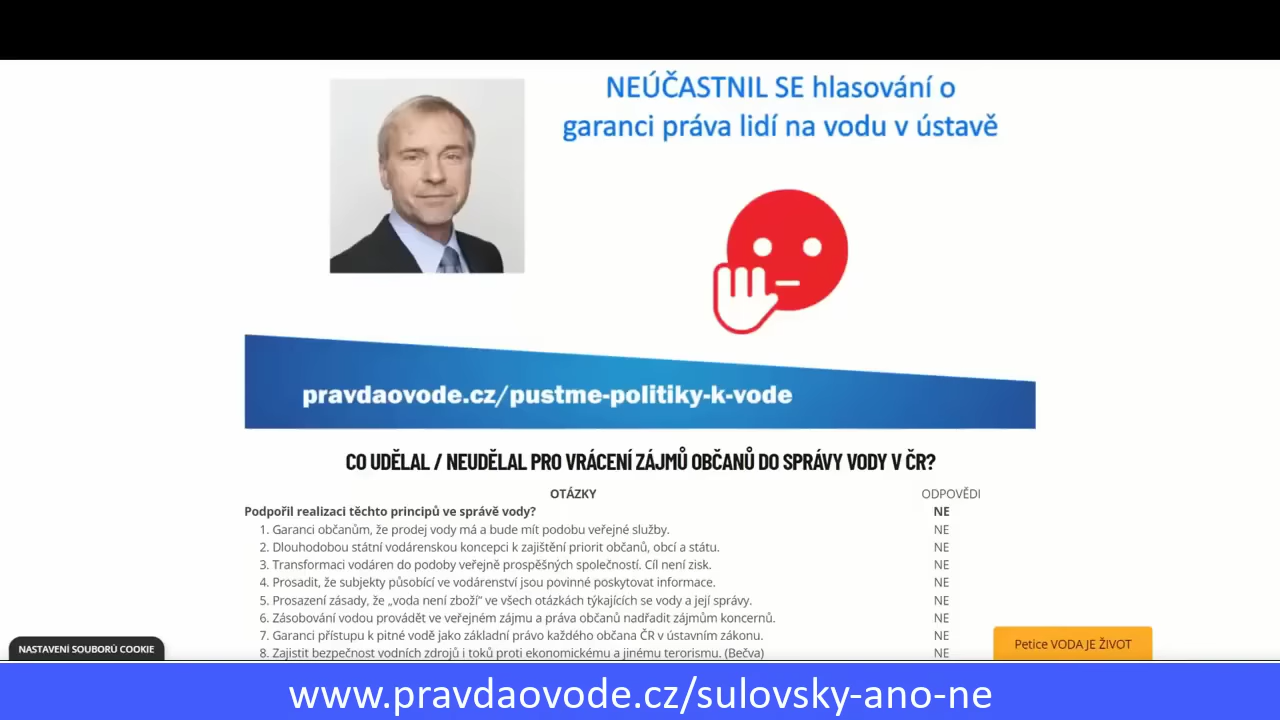 NEÚČASTNIL SE hlasování o
garanci práva lidí na vodu v ústavě
pravdaovode.cz/pustme-politiky-k-vode
CO UDĚLAL / NEUDĚLAL PRO VRÁCENÍ ZÁJMŮ OBČANŮ DO SPRÁVY VODY V ČR?
OTÁZKY ODPOVĚDI
Podpořil realizaci těchto principů ve správě vody? NE
1. Garanci občanům, že prodej vody má a bude mít podobu veřejné služby. NE
2. Dlouhodobou státní vodárenskou koncepci k zajištění priorit občanů, obcí a státu. NE
3. Transformaci vodáren do podoby veřejně prospěšných společností. Cíl není zisk. NE
4. Prosadit, že subjekty působící ve vodárenství jsou povinné poskytovat informace. NE
5. Prosazení zásady, že „voda není zboží“ ve všech otázkách týkajících se vody a její správy. NE
6. Zásobování vodou provádět ve veřejném zájmu a práva občanů nadřadit zájmům koncernů. NE
7. Garanci přístupu k pitné vodě jako základní právo každého občana ČR v ústavním zákonu. NE
8. Zajistit bezpečnost vodních zdrojů i toků proti ekonomickému a jinému terorismu. (Bečva) NE
NASTAVENÍ SOUBORŮ COOKIE
Petice VODA JE ŽIVOT
www.pravdaovode.cz/sulovsky-ano-ne